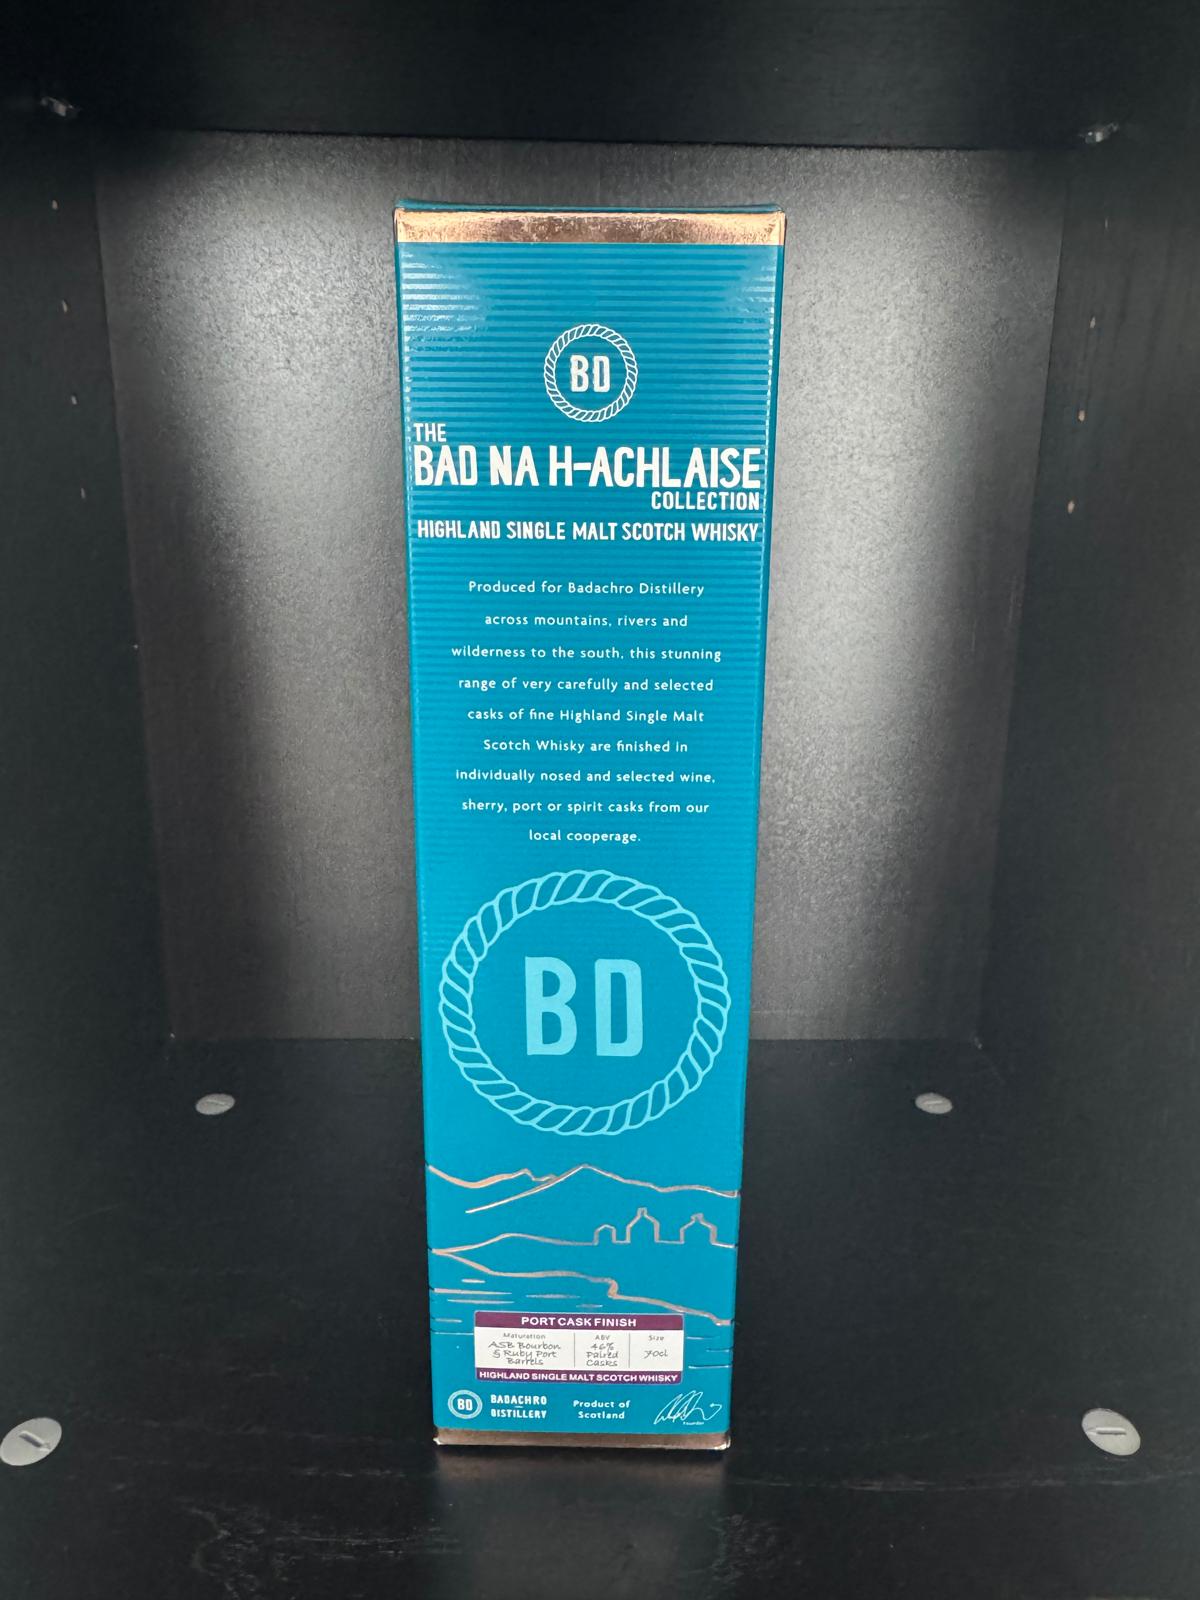 BD
THE
BAD NA H-ACHLAISE
COLLECTION
HIGHLAND SINGLE MALT SCOTCH WHISKY
Produced for Badachro Distillery
across mountains, rivers and
wilderness to the south, this stunning
range of very carefully and selected
casks of fine Highland Single Malt
Scotch Whisky are finished in
individually nosed and selected wine,
sherry, port or spirit casks from our
local cooperage.
BD
PORT CASK FINISH
Maturation ABV Size
ASB Bourbon 46% 70cl
& Ruby Port Paired
Barrels Casks
HIGHLAND SINGLE MALT SCOTCH WHISKY
BD BADACHRO Product of
DISTILLERY Scotland
Founder